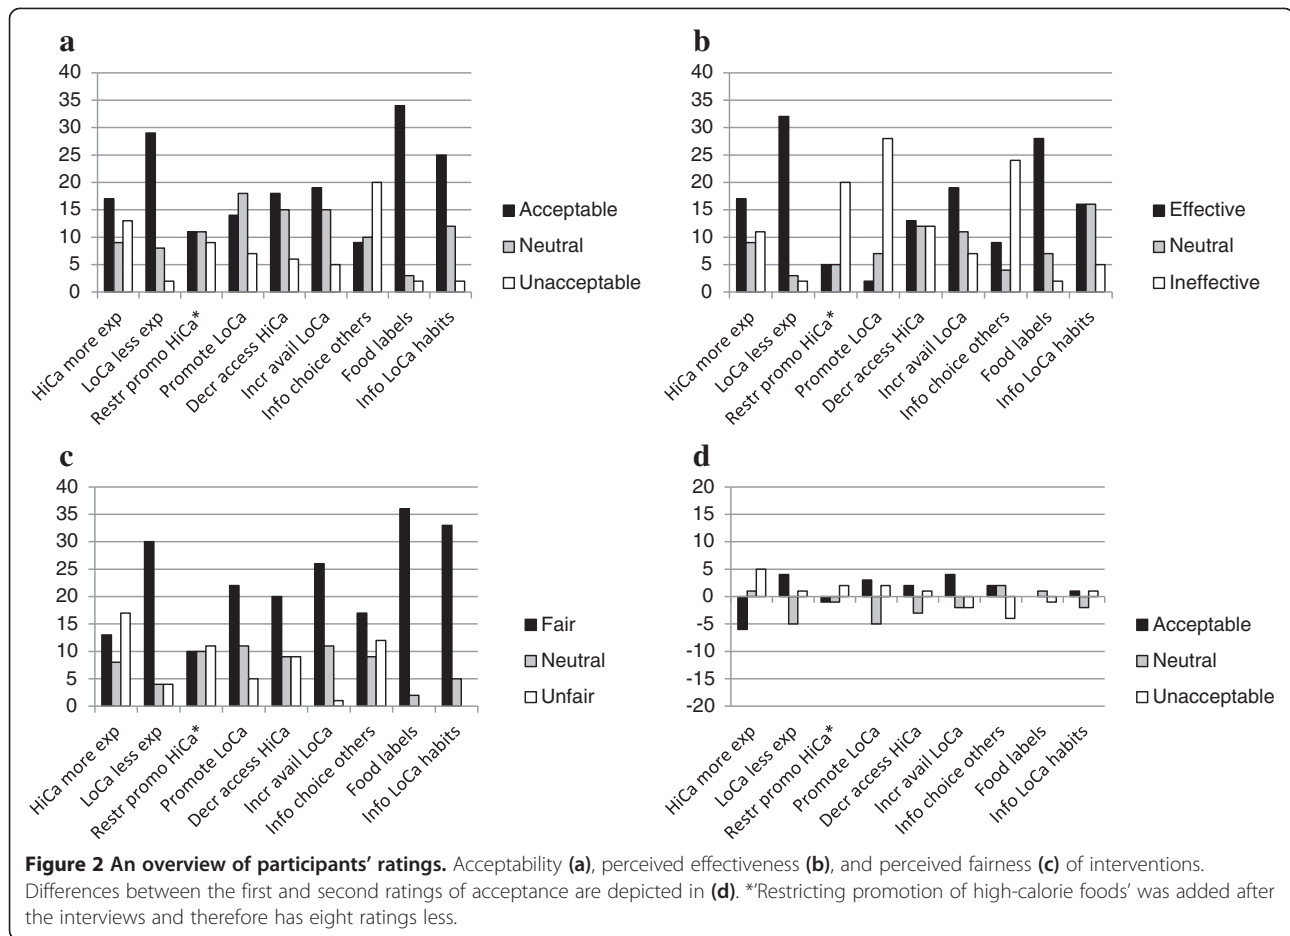 a
40
35
30
25
20
15
10
5
0
HiCa more exp
LoCa less exp
Restr promo HiCa*
Promote LoCa
Decr access HiCa
Incr avail LoCa
Info choice others
Food labels
Info LoCa habits
Acceptable
Neutral
Unacceptable
b
40
35
30
25
20
15
10
5
0
HiCa more exp
LoCa less exp
Restr promo HiCa*
Promote LoCa
Decr access HiCa
Incr avail LoCa
Info choice others
Food labels
Info LoCa habits
Effective
Neutral
Ineffective
c
40
35
30
25
20
15
10
5
0
HiCa more exp
LoCa less exp
Restr promo HiCa*
Promote LoCa
Decr access HiCa
Incr avail LoCa
Info choice others
Food labels
Info LoCa habits
Fair
Neutral
Unfair
d
20
15
10
5
0
-5
-10
-15
-20
HiCa more exp
LoCa less exp
Restr promo HiCa*
Promote LoCa
Decr access HiCa
Incr avail LoCa
Info choice others
Food labels
Info LoCa habits
Acceptable
Neutral
Unacceptable
Figure 2 An overview of participants' ratings. Acceptability (a), perceived effectiveness (b), and perceived fairness (c) of interventions.
Differences between the first and second ratings of acceptance are depicted in (d). *'Restricting promotion of high-calorie foods' was added after
the interviews and therefore has eight ratings less.